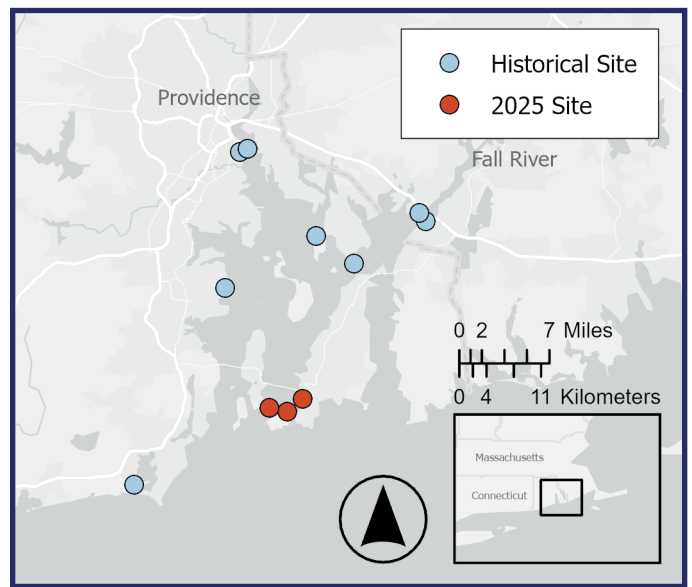 Historical Site
Providence
2025 Site
Fall River
0 2 7 Miles
0 4 11 Kilometers
Massachusetts
Connecticut